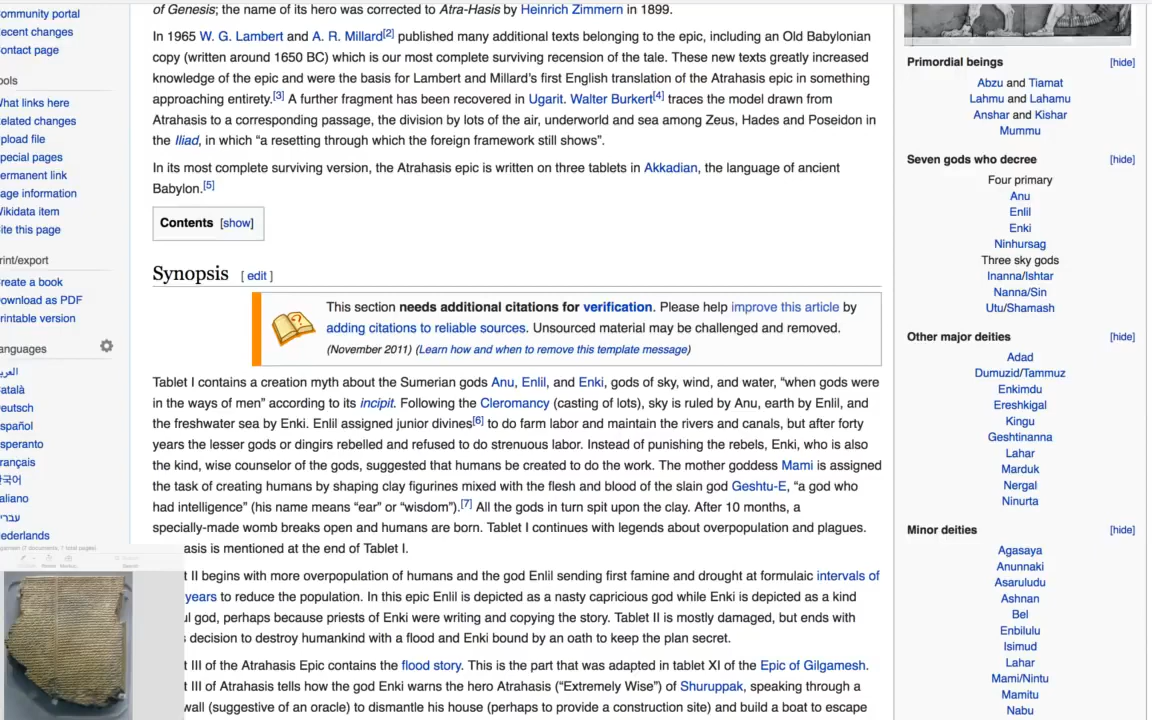 ommunity portal
ecent changes
ontact page
ools
hat links here
elated changes
pload file
pecial pages
ermanent link
age information
Wikidata item
ite this page
rint/export
reate a book
ownload as PDF
rintable version
anguages
العربية
atalà
eutsch
spañol
speranto
rançais
한국어
aliano
עברית
ederlands
of Genesis; the name of its hero was corrected to Atra-Hasis by Heinrich Zimmern in 1899.
In 1965 W. G. Lambert and A. R. Millard[2] published many additional texts belonging to the epic, including an Old Babylonian
copy (written around 1650 BC) which is our most complete surviving recension of the tale. These new texts greatly increased
knowledge of the epic and were the basis for Lambert and Millard’s first English translation of the Atrahasis epic in something
approaching entirety.[3] A further fragment has been recovered in Ugarit. Walter Burkert[4] traces the model drawn from
Atrahasis to a corresponding passage, the division by lots of the air, underworld and sea among Zeus, Hades and Poseidon in
the Iliad, in which “a resetting through which the foreign framework still shows”.
In its most complete surviving version, the Atrahasis epic is written on three tablets in Akkadian, the language of ancient
Babylon.[5]
Contents [show]
Synopsis [ edit ]
This section needs additional citations for verification. Please help improve this article by
adding citations to reliable sources. Unsourced material may be challenged and removed.
(November 2011) (Learn how and when to remove this template message)
Tablet I contains a creation myth about the Sumerian gods Anu, Enlil, and Enki, gods of sky, wind, and water, “when gods were
in the ways of men” according to its incipit. Following the Cleromancy (casting of lots), sky is ruled by Anu, earth by Enlil, and
the freshwater sea by Enki. Enlil assigned junior divines[6] to do farm labor and maintain the rivers and canals, but after forty
years the lesser gods or dingirs rebelled and refused to do strenuous labor. Instead of punishing the rebels, Enki, who is also
the kind, wise counselor of the gods, suggested that humans be created to do the work. The mother goddess Mami is assigned
the task of creating humans by shaping clay figurines mixed with the flesh and blood of the slain god Geshtu-E, “a god who
had intelligence” (his name means “ear” or “wisdom”).[7] All the gods in turn spit upon the clay. After 10 months, a
specially-made womb breaks open and humans are born. Tablet I continues with legends about overpopulation and plagues.
asis is mentioned at the end of Tablet I.
t II begins with more overpopulation of humans and the god Enlil sending first famine and drought at formulaic intervals of
years to reduce the population. In this epic Enlil is depicted as a nasty capricious god while Enki is depicted as a kind
ul god, perhaps because priests of Enki were writing and copying the story. Tablet II is mostly damaged, but ends with
decision to destroy humankind with a flood and Enki bound by an oath to keep the plan secret.
t III of the Atrahasis Epic contains the flood story. This is the part that was adapted in tablet XI of the Epic of Gilgamesh.
t III of Atrahasis tells how the god Enki warns the hero Atrahasis (“Extremely Wise”) of Shuruppak, speaking through a
wall (suggestive of an oracle) to dismantle his house (perhaps to provide a construction site) and build a boat to escape
Primordial beings [hide]
Abzu and Tiamat
Lahmu and Lahamu
Anshar and Kishar
Mummu
Seven gods who decree [hide]
Four primary
Anu
Enlil
Enki
Ninhursag
Three sky gods
Inanna/Ishtar
Nanna/Sin
Utu/Shamash
Other major deities [hide]
Adad
Dumuzid/Tammuz
Enkimdu
Ereshkigal
Kingu
Geshtinanna
Lahar
Marduk
Nergal
Ninurta
Minor deities [hide]
Agasaya
Anunnaki
Asaruludu
Ashnan
Bel
Enbilulu
Isimud
Lahar
Mami/Nintu
Mamitu
Nabu